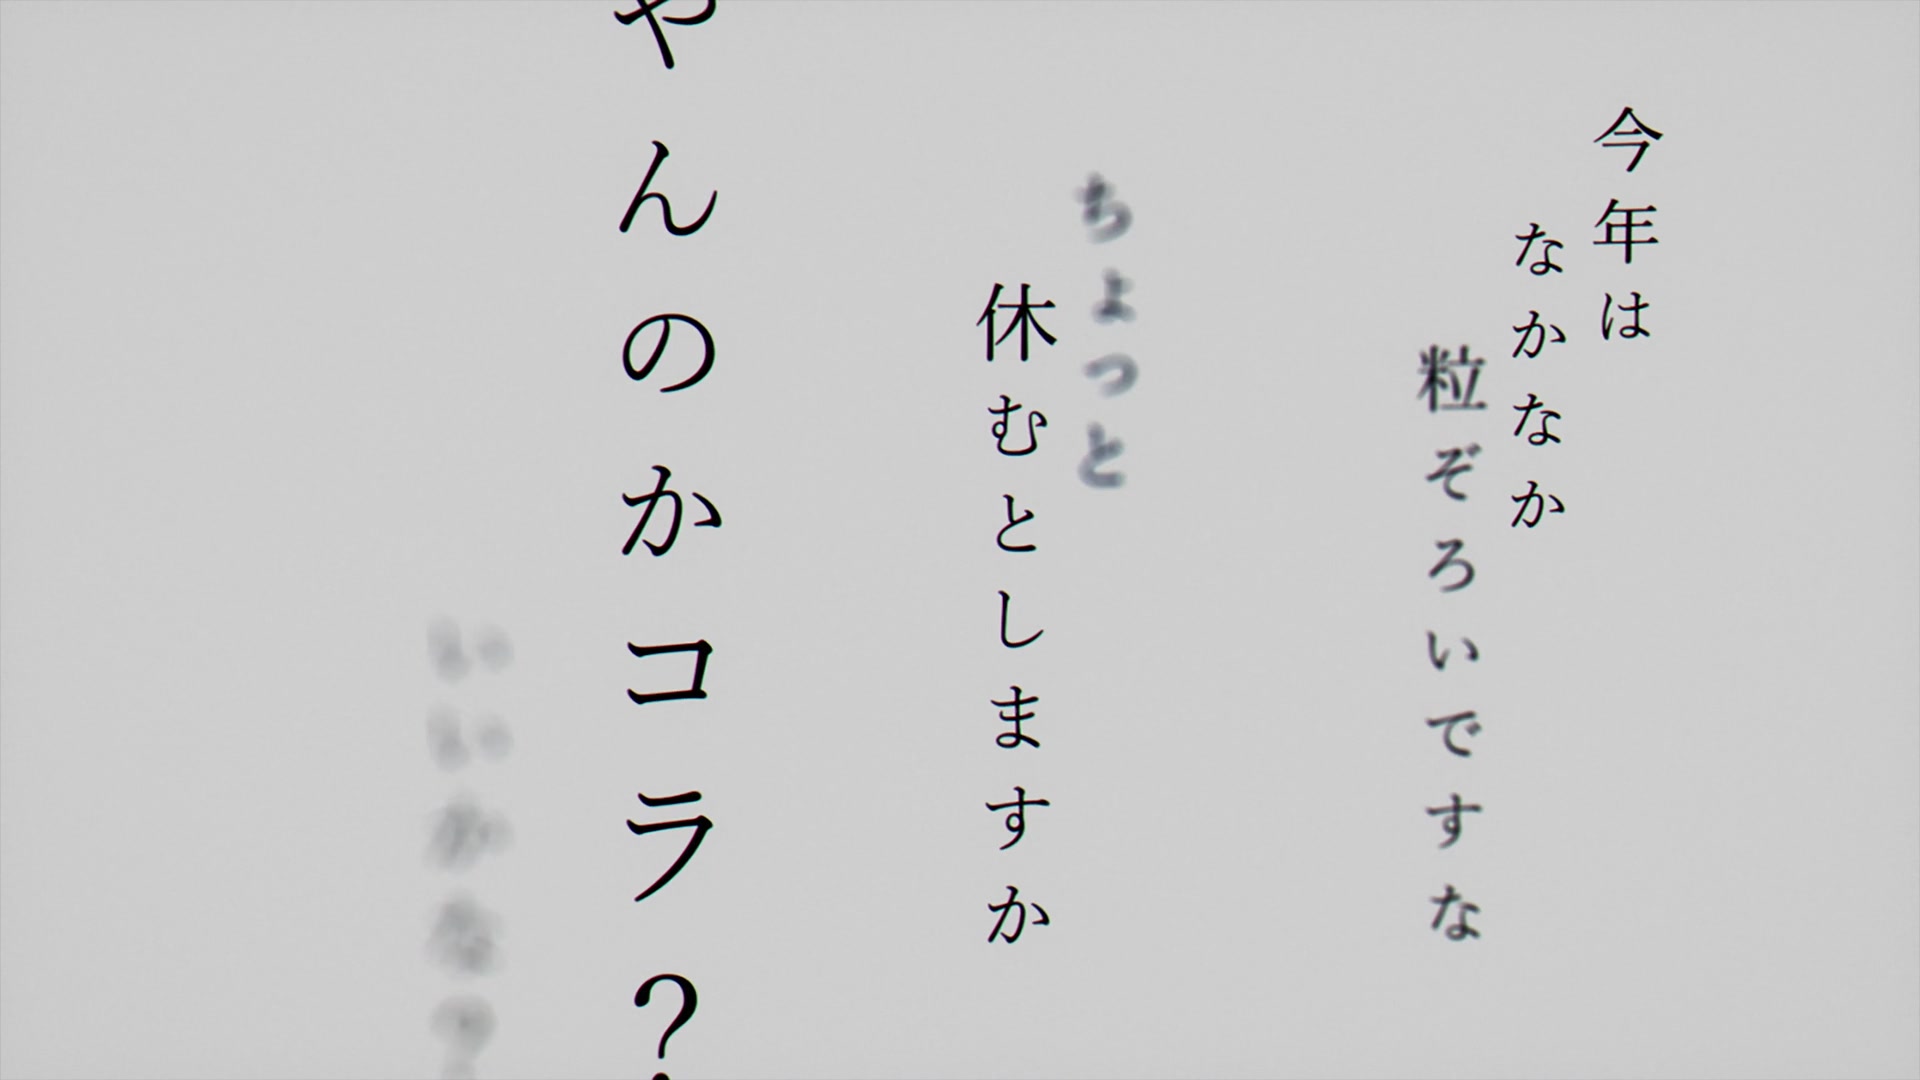 今年は
なかなか
粒ぞろいですな
ちょっと
休むとしますか
やんのかコラ?
いいかな?